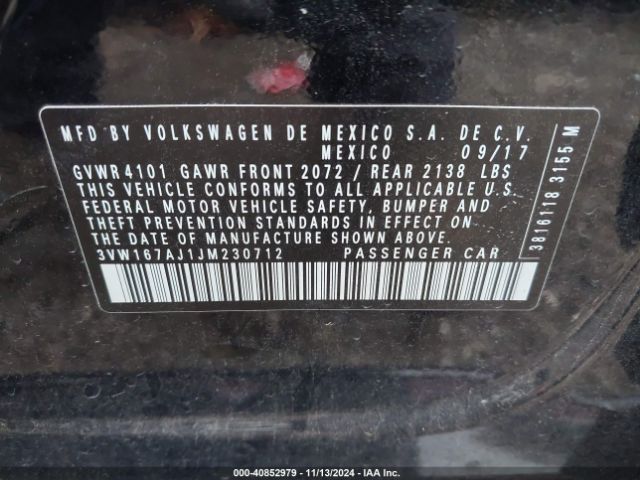 MFD BY VOLKSWAGEN DE MEXICO S.A. DE C.V.
MEXICO 09/17
GVWR 4101 GAWR FRONT 2072 / REAR 2138 LBS
THIS VEHICLE CONFORMS TO ALL APPLICABLE U.S.
FEDERAL MOTOR VEHICLE SAFETY, BUMPER AND
THEFT PREVENTION STANDARDS IN EFFECT ON
THE DATE OF MANUFACTURE SHOWN ABOVE.
3VW167AJ1JM230712 PASSENGER CAR
3816118 3155 M
000-40852979 - 11/13/2024 - IAA Inc.